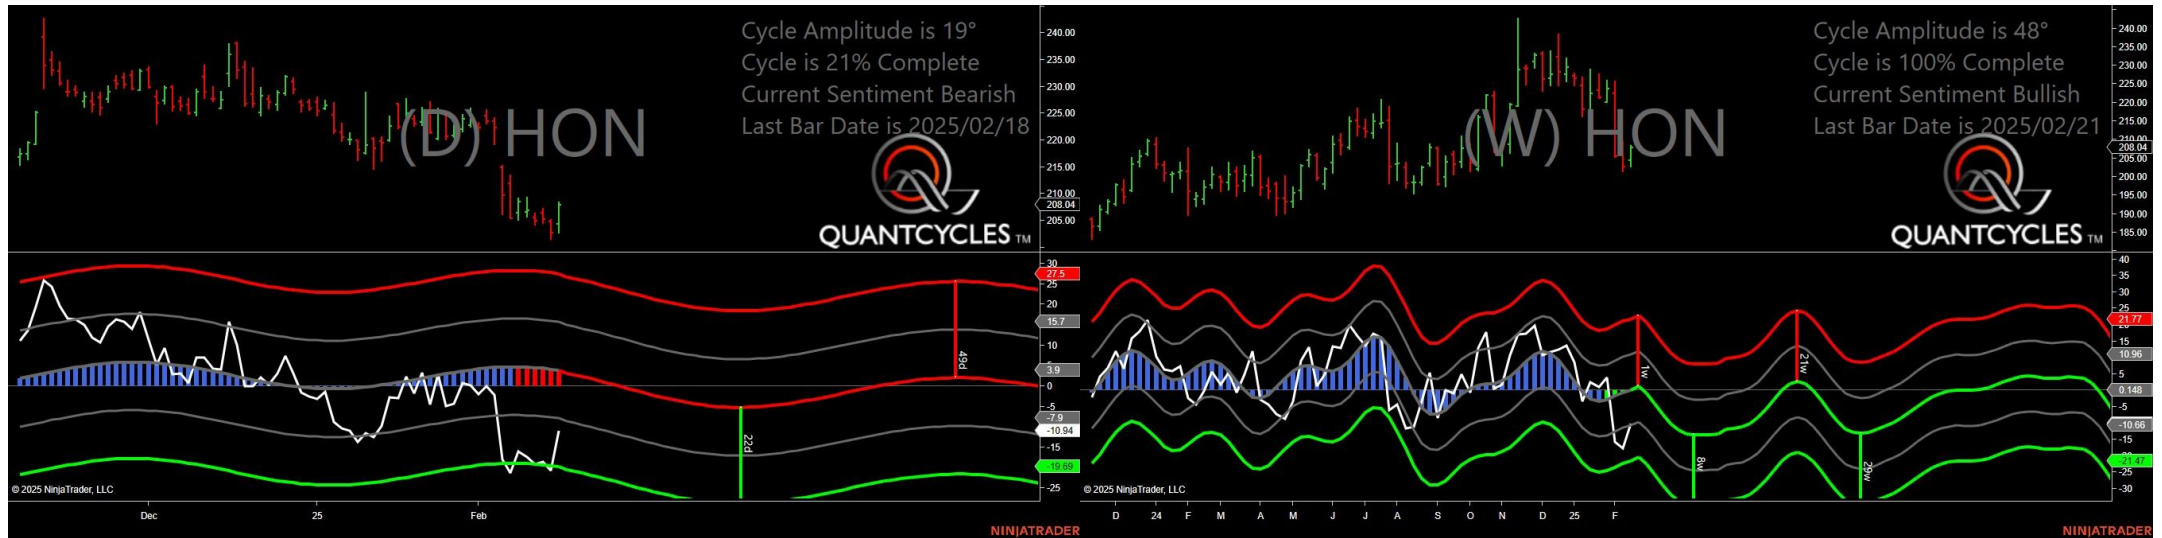 Cycle Amplitude is 19°
Cycle is 21% Complete
Current Sentiment Bearish
Last Bar Date is 2025/02/18
(D) HON
QUANTCYCLES TM
240.00
235.00
230.00
225.00
220.00
215.00
210.00
208.04
205.00
30
27.5
25
20
15.7
10
3.9
0
-5
-7.9
-10.94
-15
-19.69
-25
49d
22d
© 2025 NinjaTrader, LLC
Dec 25 Feb
NINJATRADER
Cycle Amplitude is 48°
Cycle is 100% Complete
Current Sentiment Bullish
Last Bar Date is 2025/02/21
(W) HON
QUANTCYCLES TM
240.00
235.00
230.00
225.00
220.00
215.00
210.00
208.04
205.00
200.00
195.00
190.00
185.00
40
35
30
25
21.77
15
10.96
5
0.148
-5
-10.66
-15
-21.47
-25
-30
1w
21w
8w
29w
© 2025 NinjaTrader, LLC
D 24 F M A M J J A S O N D 25 F
NINJATRADER